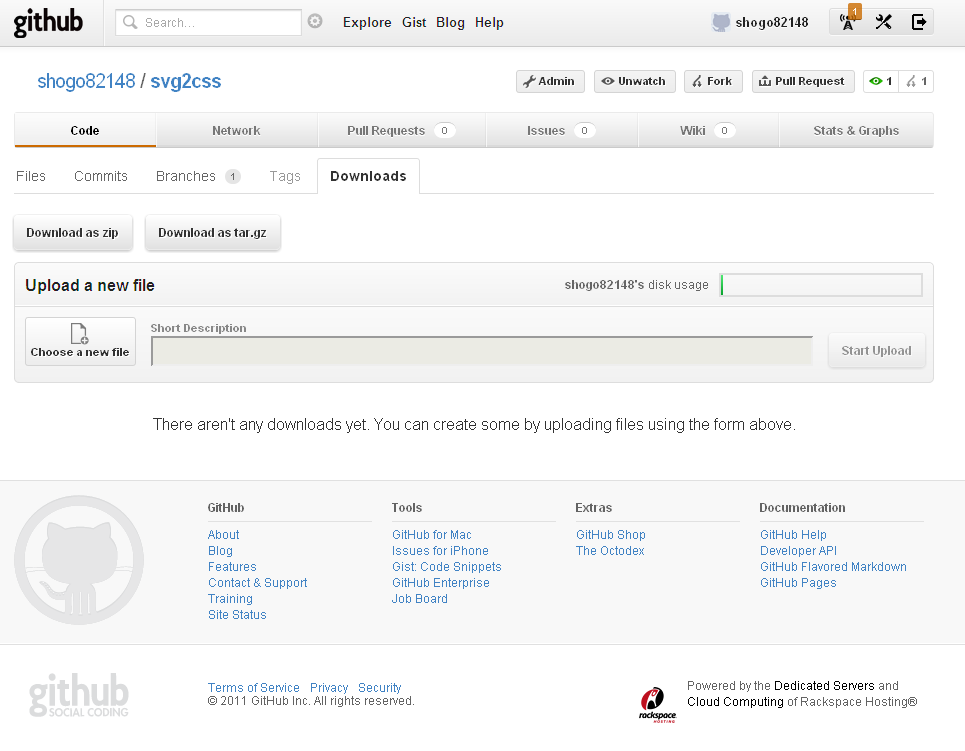 github Search... Explore Gist Blog Help shogo82148 1
shogo82148 / svg2css Admin Unwatch Fork Pull Request 1 1
Code Network Pull Requests 0 Issues 0 Wiki 0 Stats & Graphs
Files Commits Branches 1 Tags Downloads
Download as zip Download as tar.gz
Upload a new file shogo82148's disk usage
Short Description
Choose a new file Start Upload
There aren't any downloads yet. You can create some by uploading files using the form above.
GitHub
About
Blog
Features
Contact & Support
Training
Site Status
Tools
GitHub for Mac
Issues for iPhone
Gist: Code Snippets
GitHub Enterprise
Job Board
Extras
GitHub Shop
The Octodex
Documentation
GitHub Help
Developer API
GitHub Flavored Markdown
GitHub Pages
github
SOCIAL CODING
Terms of Service Privacy Security
© 2011 GitHub Inc. All rights reserved.
rackspace
HOSTING
Powered by the Dedicated Servers and
Cloud Computing of Rackspace Hosting®